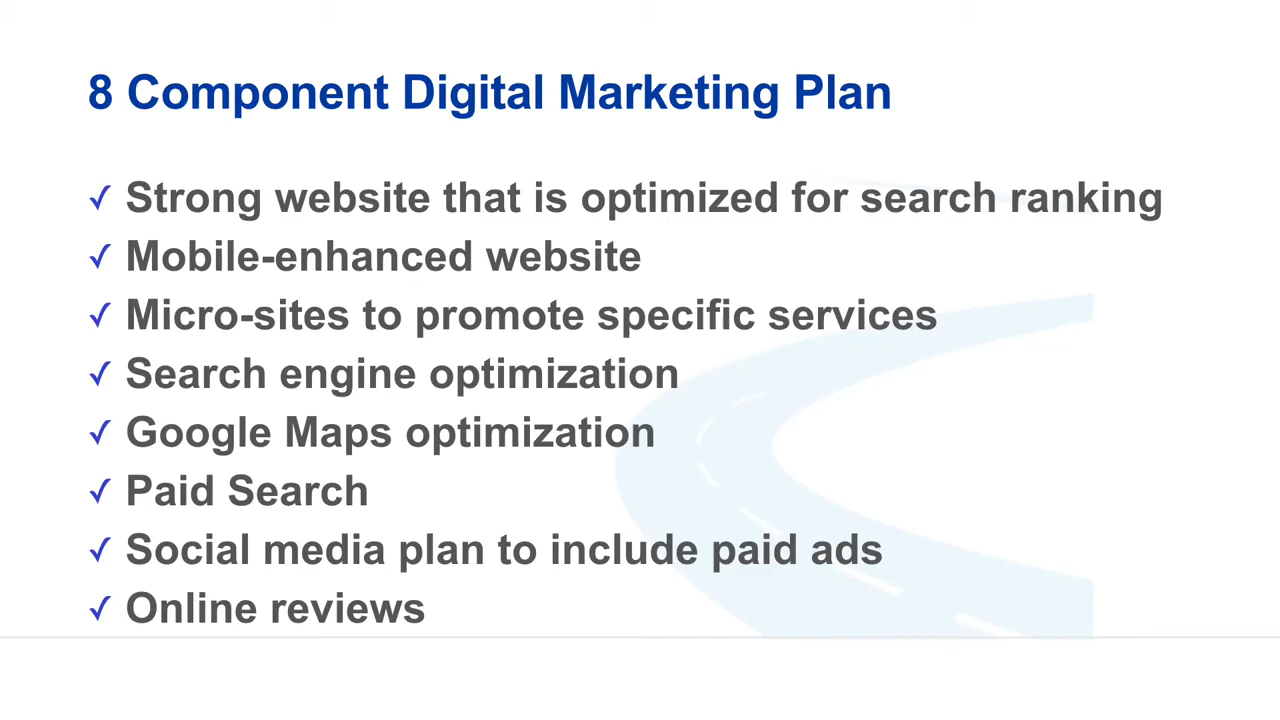 8 Component Digital Marketing Plan
✓ Strong website that is optimized for search ranking
✓ Mobile-enhanced website
✓ Micro-sites to promote specific services
✓ Search engine optimization
✓ Google Maps optimization
✓ Paid Search
✓ Social media plan to include paid ads
✓ Online reviews